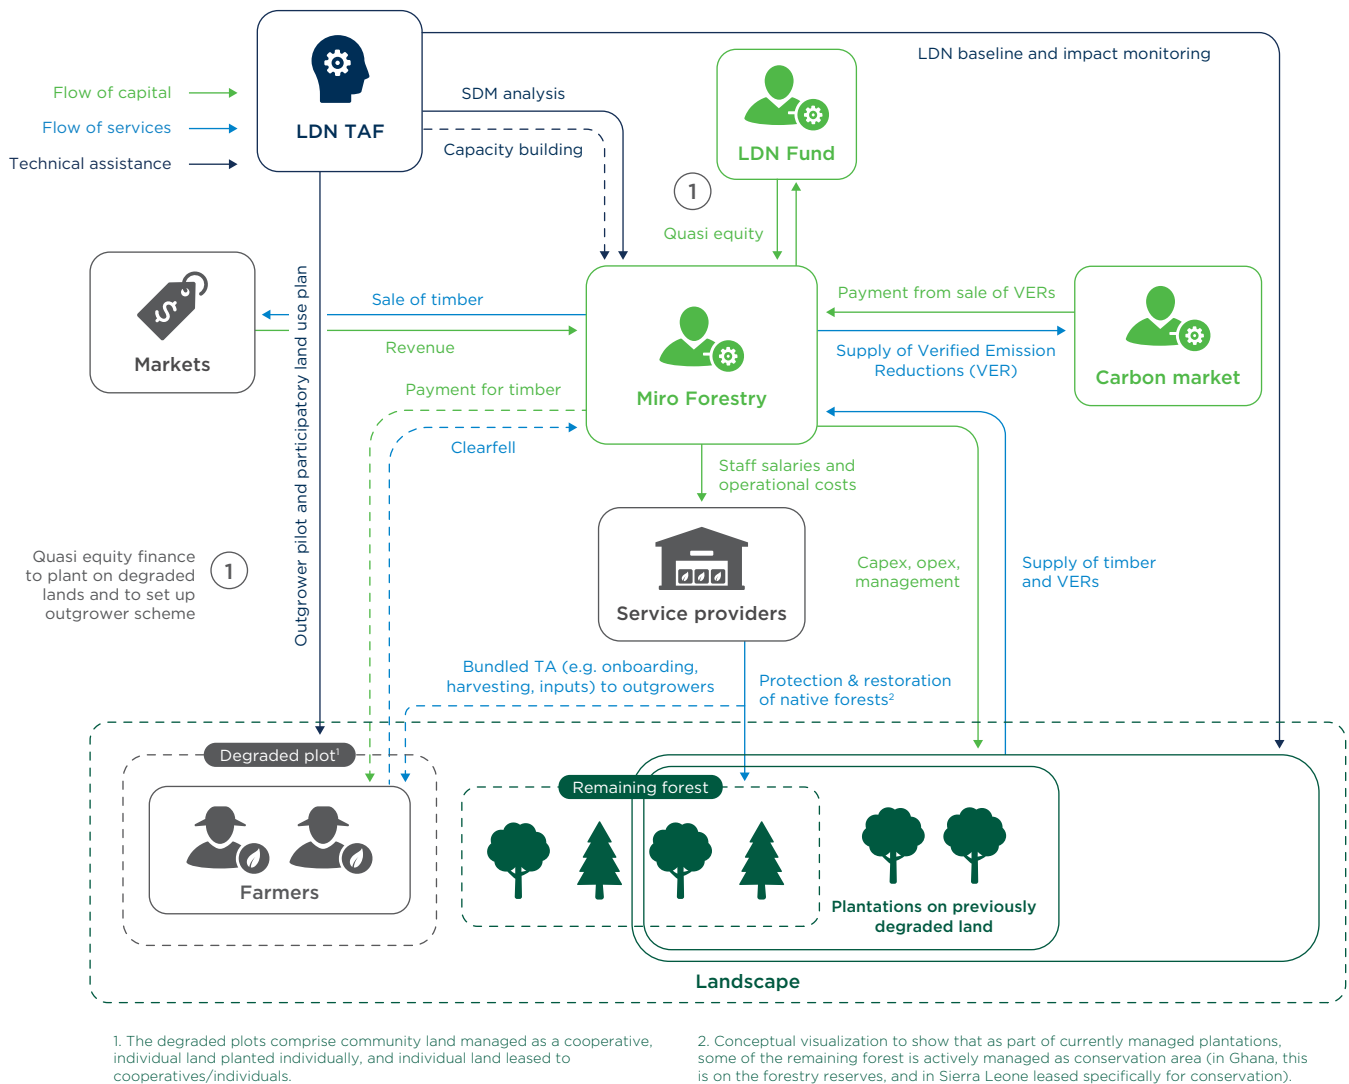 LDN TAF
LDN baseline and impact monitoring
Flow of capital
Flow of services
Technical assistance
SDM analysis
Capacity building
LDN Fund
1
Quasi equity
Markets
Sale of timber
Revenue
Outgrower pilot and participatory land use plan
Miro Forestry
Payment from sale of VERs
Supply of Verified Emission
Reductions (VER)
Carbon market
Payment for timber
Clearfell
Staff salaries and
operational costs
Quasi equity finance
to plant on degraded
lands and to set up
outgrower scheme
1
Service providers
Capex, opex,
management
Supply of timber
and VERs
Bundled TA (e.g. onboarding,
harvesting, inputs) to outgrowers
Protection & restoration
of native forests2
Degraded plot1
Farmers
Remaining forest
Plantations on previously
degraded land
Landscape
1. The degraded plots comprise community land managed as a cooperative,
individual land planted individually, and individual land leased to
cooperatives/individuals.
2. Conceptual visualization to show that as part of currently managed plantations,
some of the remaining forest is actively managed as conservation area (in Ghana, this
is on the forestry reserves, and in Sierra Leone leased specifically for conservation).